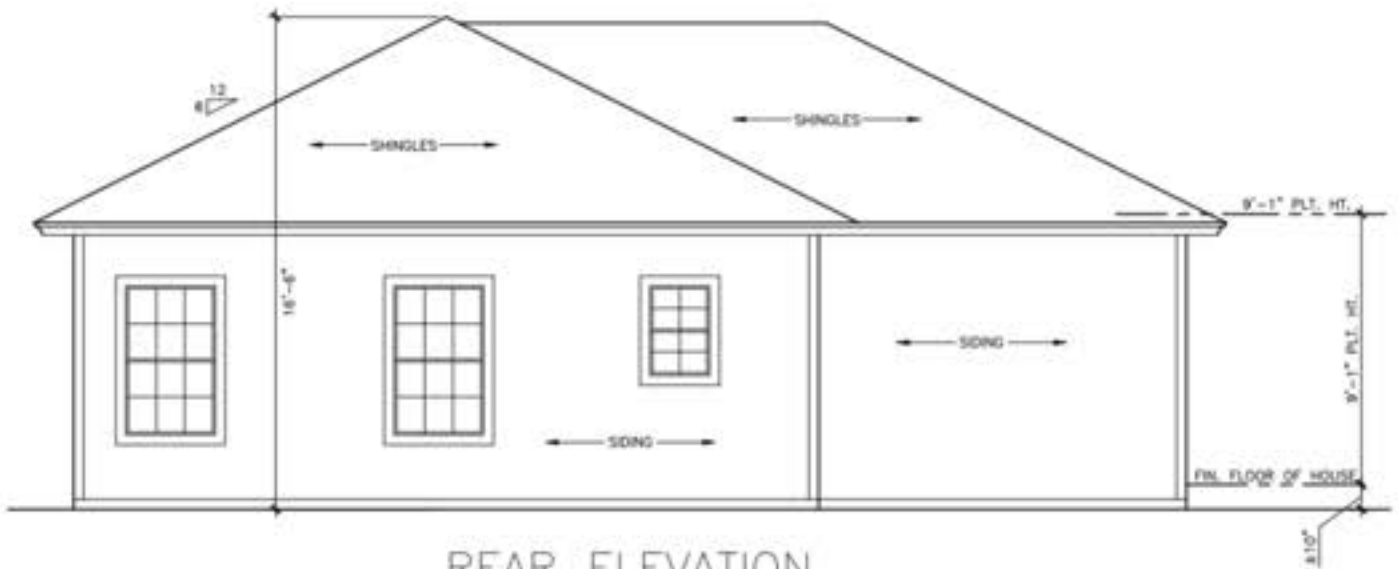 12
6
SHINGLES
SHINGLES
9'-1" PLT. HT.
16'-6"
SIDING
9'-1" PLT. HT.
SIDING
FIN. FLOOR OF HOUSE
±10"
REAR ELEVATION